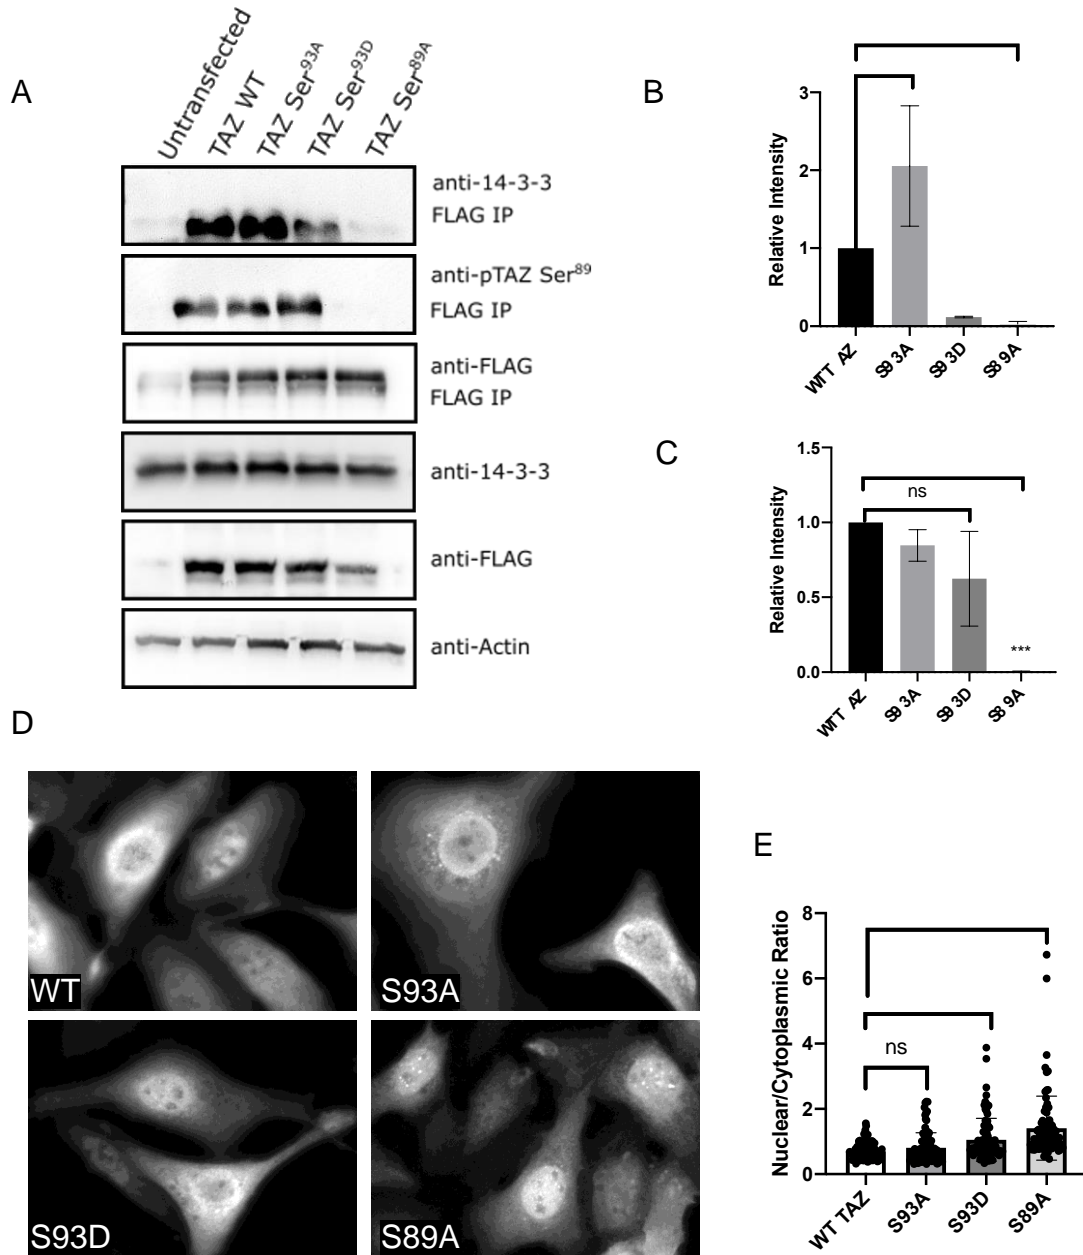 A
Untransfected
TAZ WT
TAZ Ser93A
TAZ Ser93D
TAZ Ser89A
anti-14-3-3
FLAG IP
anti-pTAZ Ser89
FLAG IP
anti-FLAG
FLAG IP
anti-14-3-3
anti-FLAG
anti-Actin
B
Relative Intensity
3
2
1
0
WTT AZ
S9 3A
S9 3D
S8 9A
C
Relative Intensity
1.5
1.0
0.5
0.0
ns
***
WTT AZ
S9 3A
S9 3D
S8 9A
D
WT
S93A
S93D
S89A
E
Nuclear/Cytoplasmic Ratio
8
6
4
2
0
ns
WT TAZ
S93A
S93D
S89A